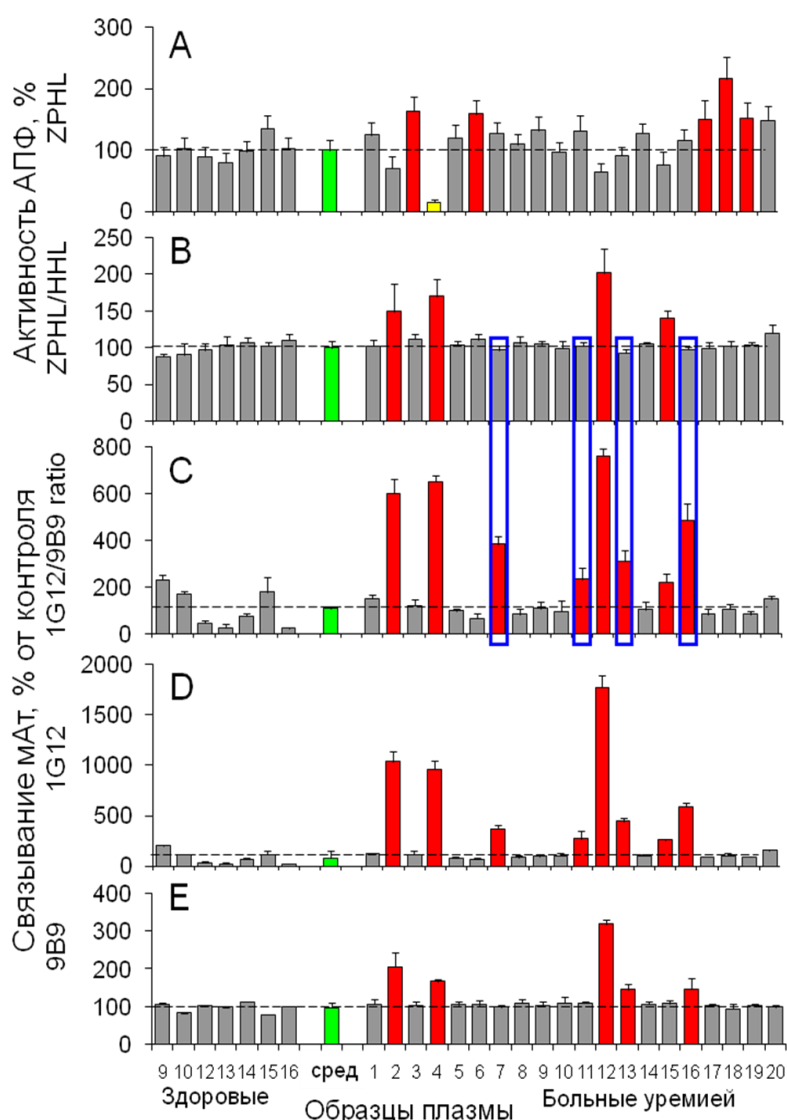 Активность АПФ, %
ZPHL
ZPHL/HHL
Связывание мАт, % от контроля
1G12/9B9 ratio
1G12
9B9
A
300
200
100
0
B
250
200
150
100
50
0
C
800
600
400
200
0
D
2000
1500
1000
500
0
E
400
300
200
100
0
9 10 12 13 14 15 16 сред 1 2 3 4 5 6 7 8 9 10 11 12 13 14 15 16 17 18 19 20
Здоровые
Больные уремией
Образцы плазмы